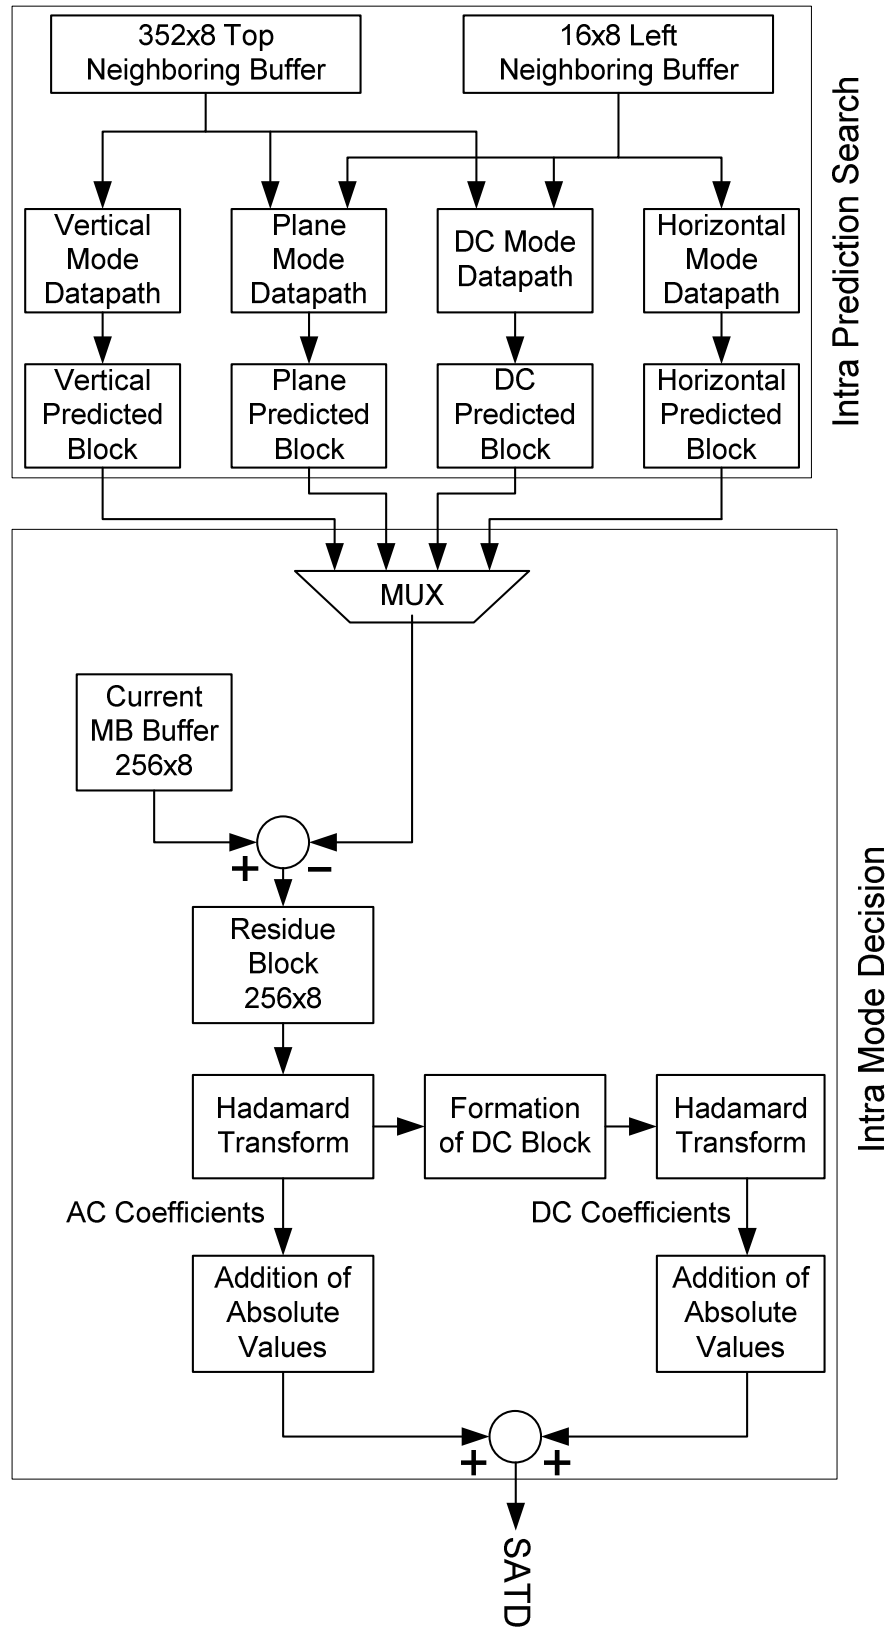 352x8 Top
Neighboring Buffer
16x8 Left
Neighboring Buffer
Intra Prediction Search
Vertical
Mode
Datapath
Plane
Mode
Datapath
DC Mode
Datapath
Horizontal
Mode
Datapath
Vertical
Predicted
Block
Plane
Predicted
Block
DC
Predicted
Block
Horizontal
Predicted
Block
MUX
Current
MB Buffer
256x8
+
−
Residue
Block
256x8
Intra Mode Decision
Hadamard
Transform
Formation
of DC Block
Hadamard
Transform
AC Coefficients
DC Coefficients
Addition of
Absolute
Values
Addition of
Absolute
Values
+
+
SATD